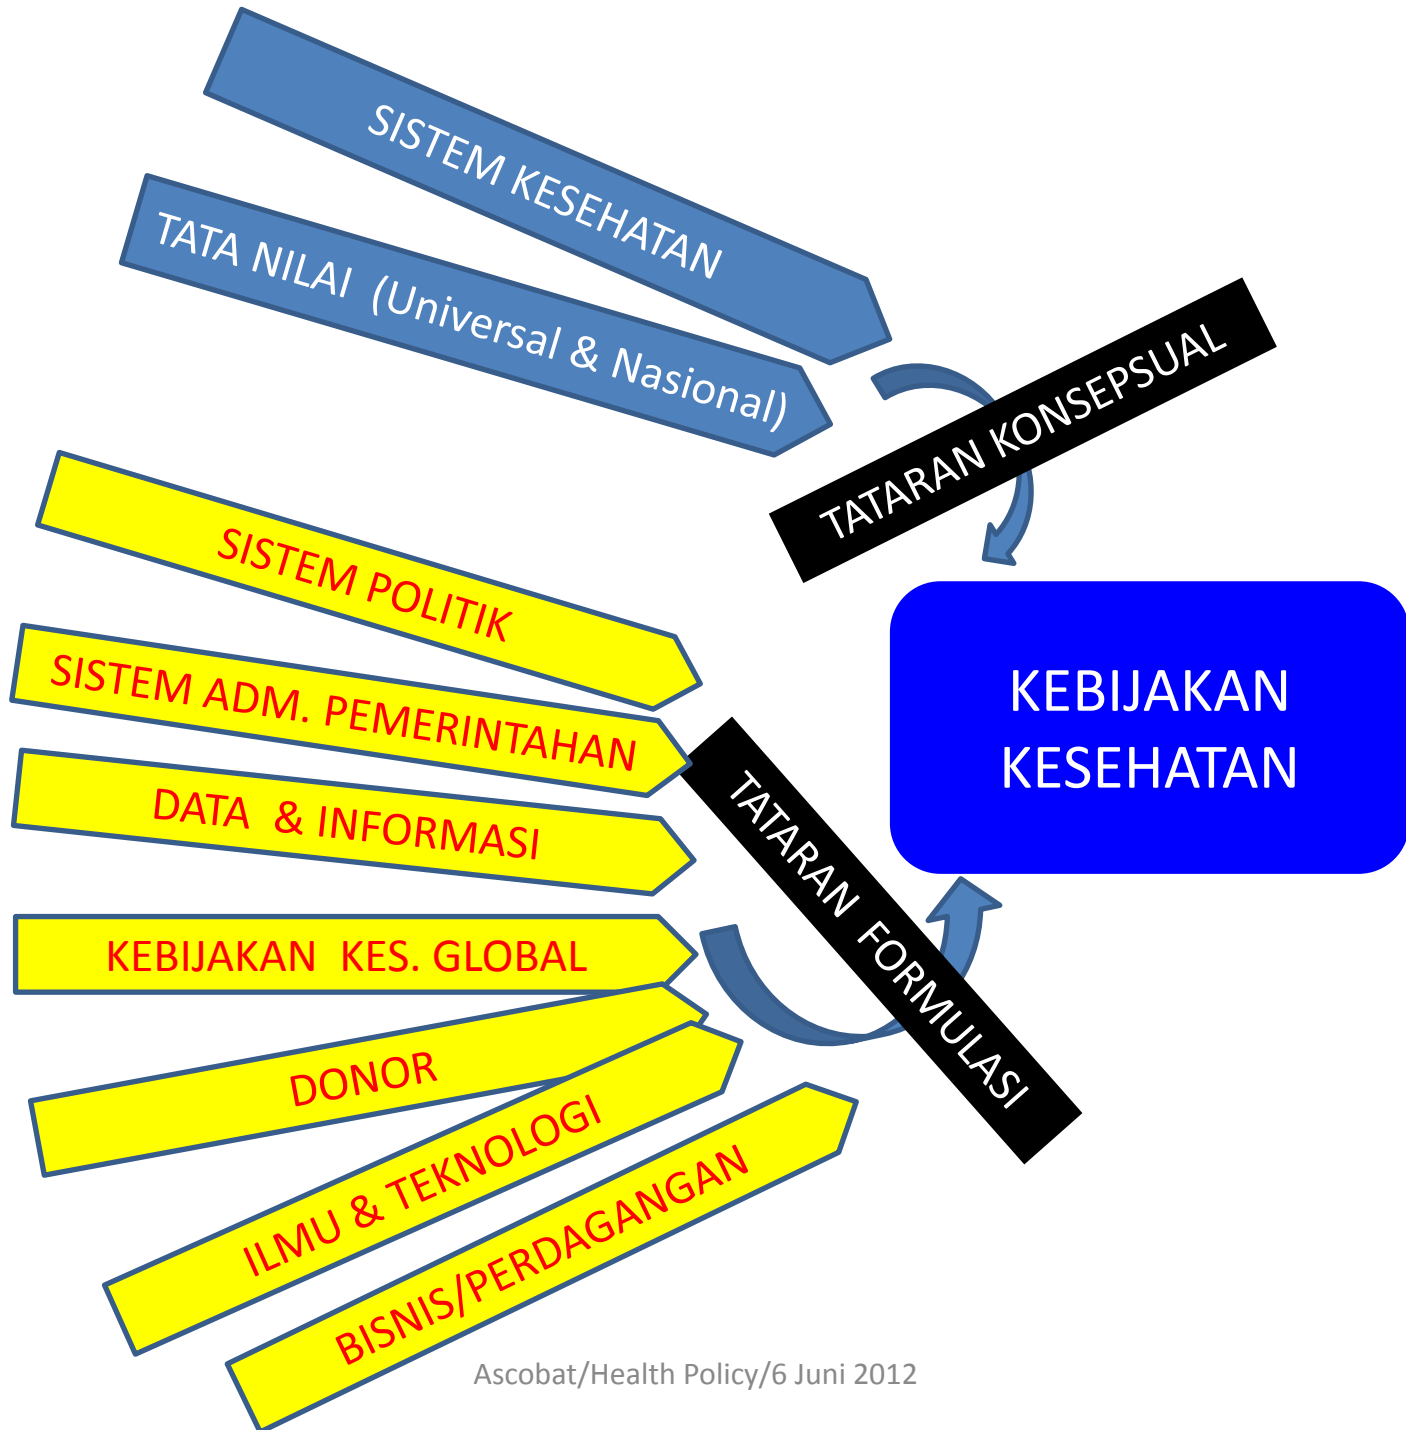 SISTEM KESEHATAN
TATA NILAI (Universal & Nasional)
TATARAN KONSEPSUAL
SISTEM POLITIK
SISTEM ADM. PEMERINTAHAN
DATA & INFORMASI
KEBIJAKAN KES. GLOBAL
DONOR
ILMU & TEKNOLOGI
BISNIS/PERDAGANGAN
TATARAN FORMULASI
KEBIJAKAN
KESEHATAN
Ascobat/Health Policy/6 Juni 2012